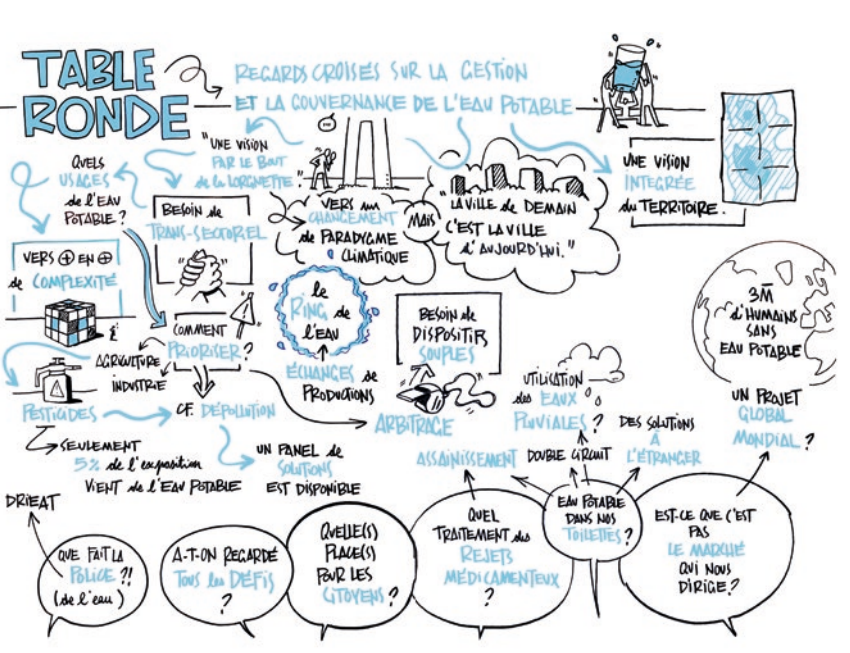 TABLE
RONDE
REGARDS CROISÉS SUR LA GESTION
ET LA GOUVERNANCE DE L'EAU POTABLE
"UNE VISION
PAR LE BOUT
de la LORGNETTE."
QUELS
USAGES
de l'EAU
POTABLE ?
BESOIN de
TRANS-SECTORIEL
VERS un
CHANGEMENT
de PARADYGME
CLIMATIQUE
MAIS
"LA VILLE de DEMAIN
C'EST LA VILLE
d'AUJOURD'HUI."
UNE VISION
INTEGRÉE
du TERRITOIRE.
VERS ⊕ EN ⊕
de COMPLEXITÉ
COMMENT
PRIORISER ?
AGRICULTURE
INDUSTRIE
&
le
RING de
l'EAU
ÉCHANGES de
PRODUCTIONS
BESOIN de
DISPOSITIFS
SOUPLES
ARBITRAGE
3M
d'HUMAINS
SANS
EAU POTABLE
PESTICIDES
CF. DÉPOLLUTION
SEULEMENT
5% de l'exposition
VIENT de l'EAU POTABLE
UN PANEL de
SOLUTIONS
EST DISPONIBLE
UTILISATION
des EAUX
PLUVIALES ?
ASSAINISSEMENT
DOUBLE CIRCUIT
DES SOLUTIONS
À
L'ÉTRANGER
UN PROJET
GLOBAL
MONDIAL ?
DRIEAT
QUE FAIT LA
POLICE ?!
(de l'eau)
A-T-ON REGARDÉ
TOUS les DÉFIS
?
QUELLE(S)
PLACE(S)
POUR LES
CITOYENS ?
QUEL
TRAITEMENT des
REJETS
MÉDICAMENTEUX
?
EAU POTABLE
DANS NOS
TOILETTES ?
EST-CE QUE C'EST
PAS
LE MARCHÉ
QUI NOUS
DIRIGE ?